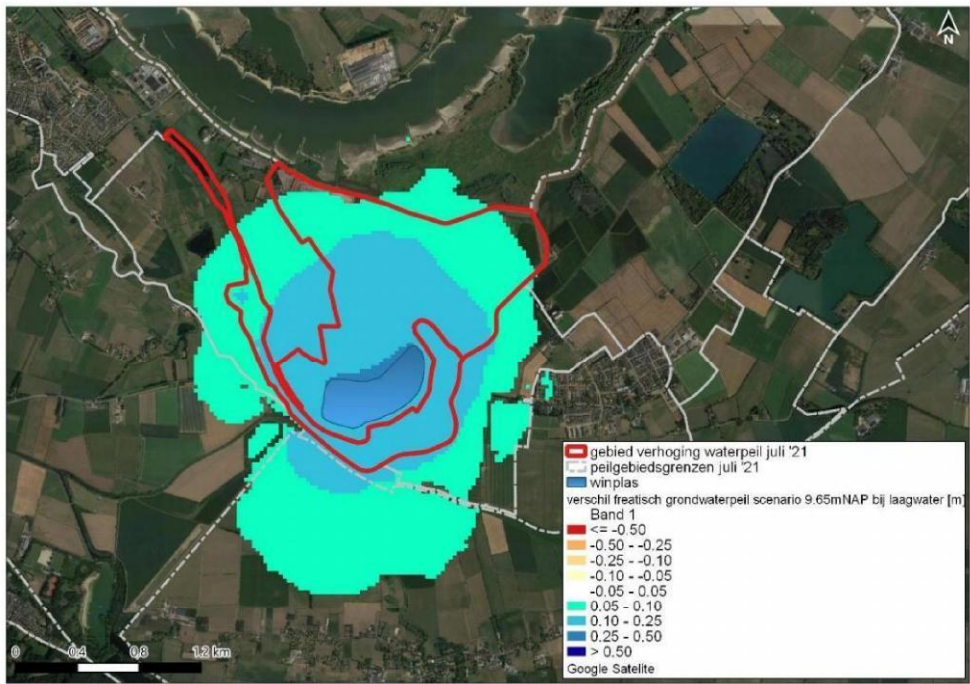 N
gebied verhoging waterpeil juli '21
peilgebiedsgrenzen juli '21
winplas
verschil freatisch grondwaterpeil scenario 9.65mNAP bij laagwater [m]
Band 1
<= -0.50
-0.50 - -0.25
-0.25 - -0.10
-0.10 - -0.05
-0.05 - 0.05
0.05 - 0.10
0.10 - 0.25
0.25 - 0.50
> 0.50
Google Satelite
0 0,4 0,8 1,2 km